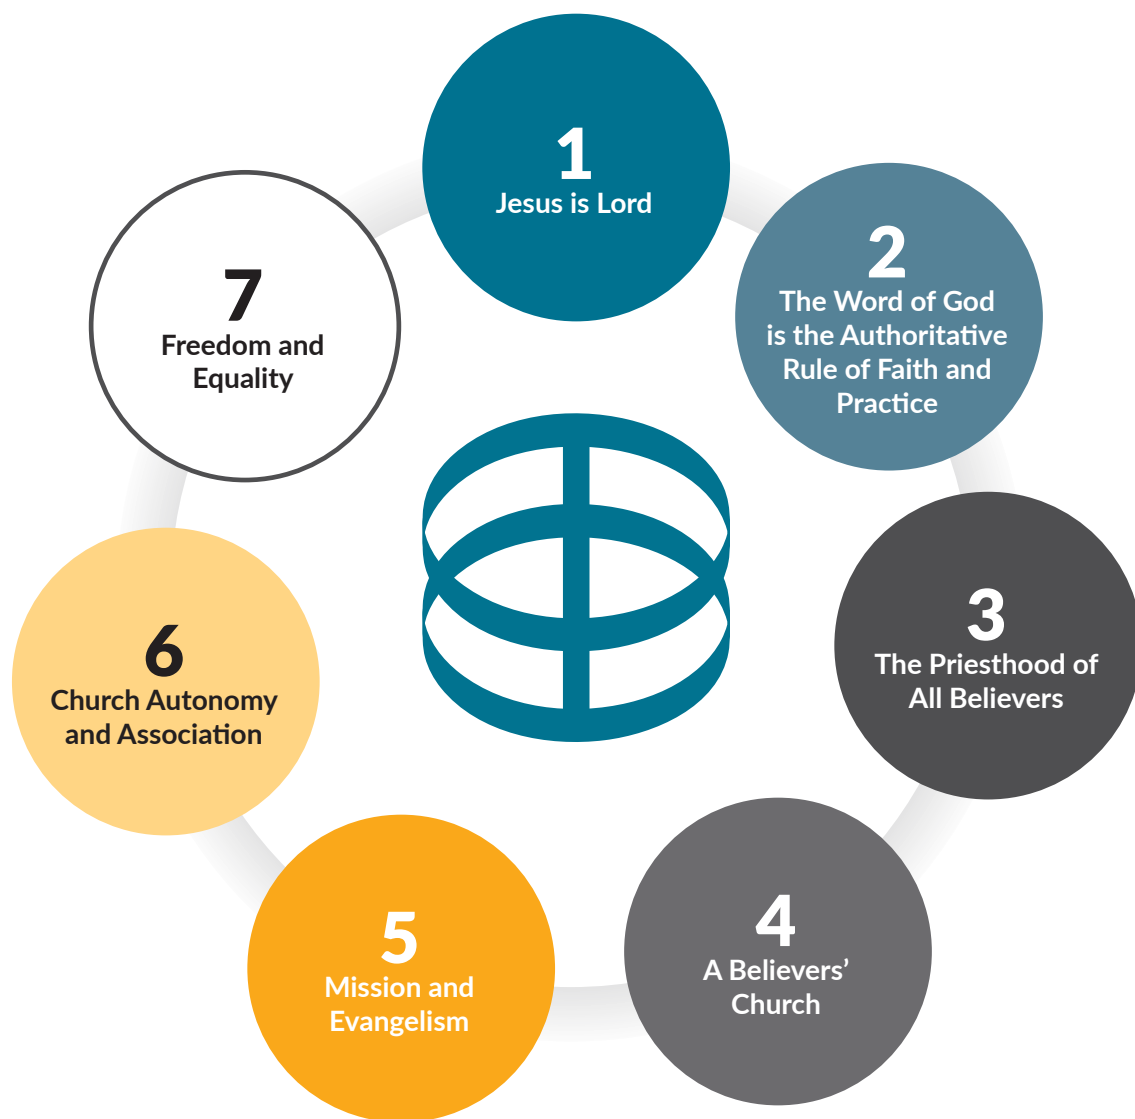 1
Jesus is Lord
2
The Word of God
is the Authoritative
Rule of Faith and
Practice
3
The Priesthood of
All Believers
4
A Believers’
Church
5
Mission and
Evangelism
6
Church Autonomy
and Association
7
Freedom and
Equality